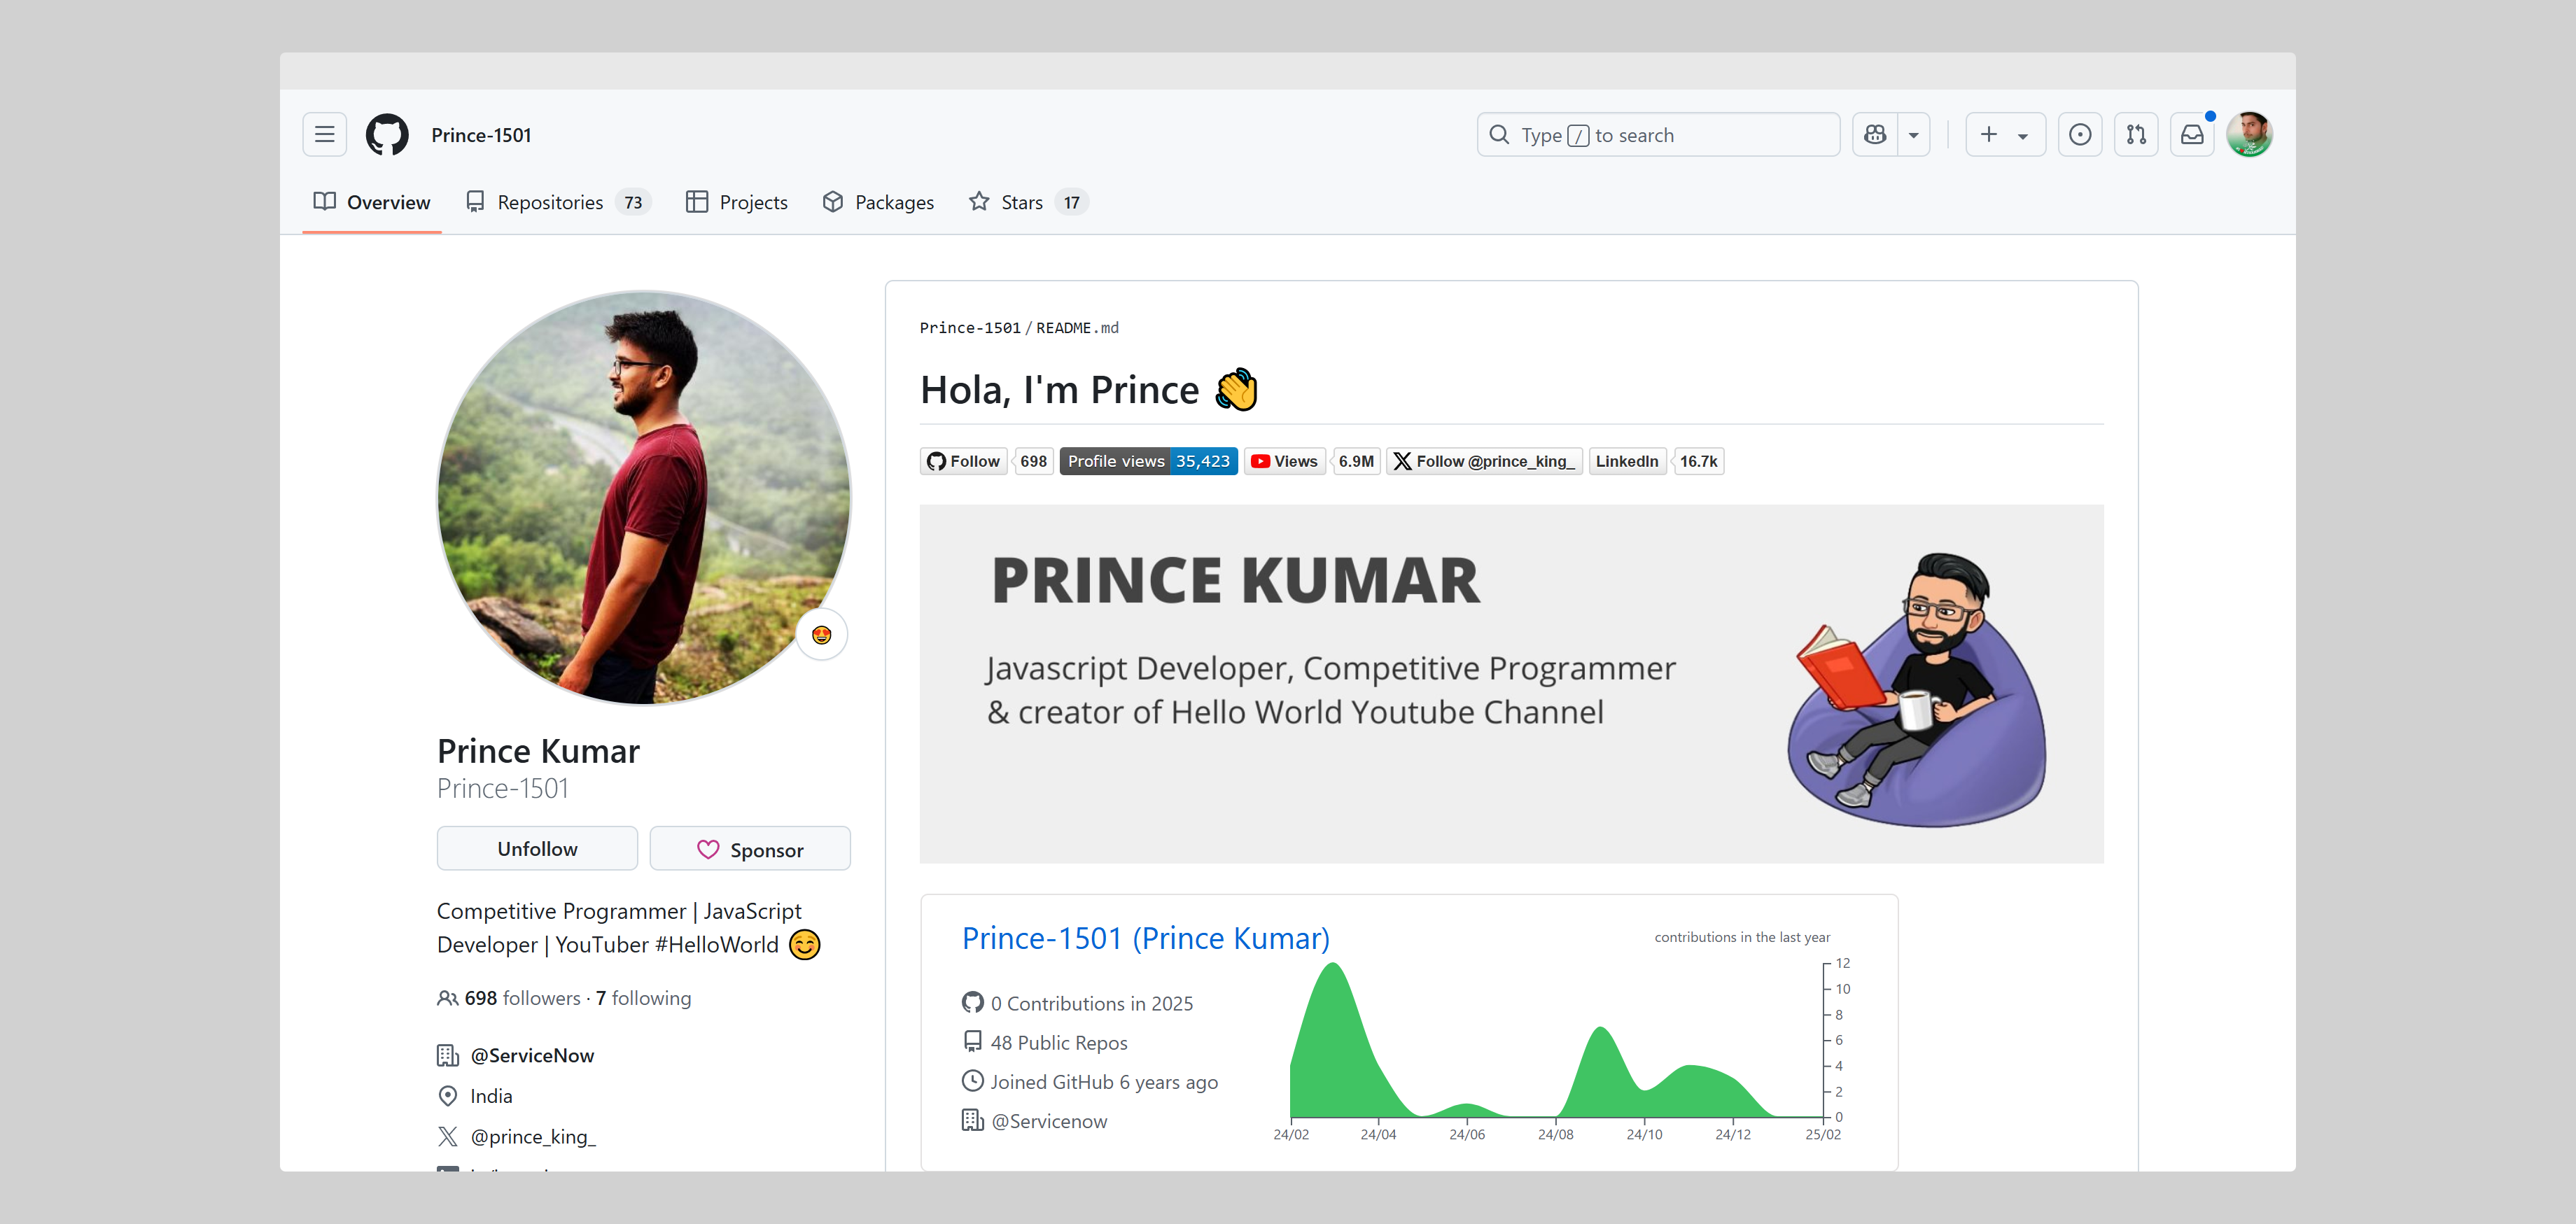 Prince-1501
Type / to search
Overview
Repositories 73
Projects
Packages
Stars 17
Prince Kumar
Prince-1501
Unfollow
Sponsor
Competitive Programmer | JavaScript
Developer | YouTuber #HelloWorld 😊
698 followers · 7 following
@ServiceNow
India
@prince_king_
Prince-1501 / README.md
Hola, I'm Prince 👋
Follow 698 Profile views 35,423 Views 6.9M Follow @prince_king_ LinkedIn 16.7k
PRINCE KUMAR
Javascript Developer, Competitive Programmer
& creator of Hello World Youtube Channel
Prince-1501 (Prince Kumar)
0 Contributions in 2025
48 Public Repos
Joined GitHub 6 years ago
@Servicenow
contributions in the last year
12
10
8
6
4
2
0
24/02 24/04 24/06 24/08 24/10 24/12 25/02